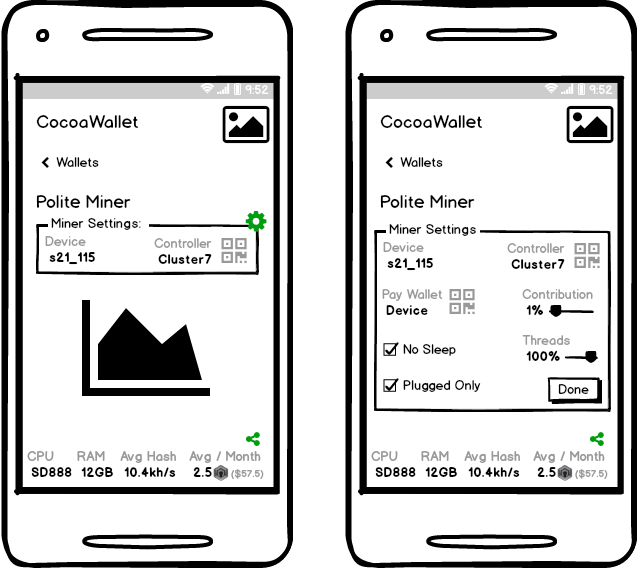 9:52
CocoaWallet
Wallets
Polite Miner
Miner Settings:
Device Controller
s21_115 Cluster7
CPU RAM Avg Hash Avg / Month
SD888 12GB 10.4kh/s 2.5 ($57.5)
9:52
CocoaWallet
Wallets
Polite Miner
Miner Settings
Device Controller
s21_115 Cluster7
Pay Wallet Contribution
Device 1%
Threads
No Sleep 100%
Plugged Only Done
CPU RAM Avg Hash Avg / Month
SD888 12GB 10.4kh/s 2.5 ($57.5)